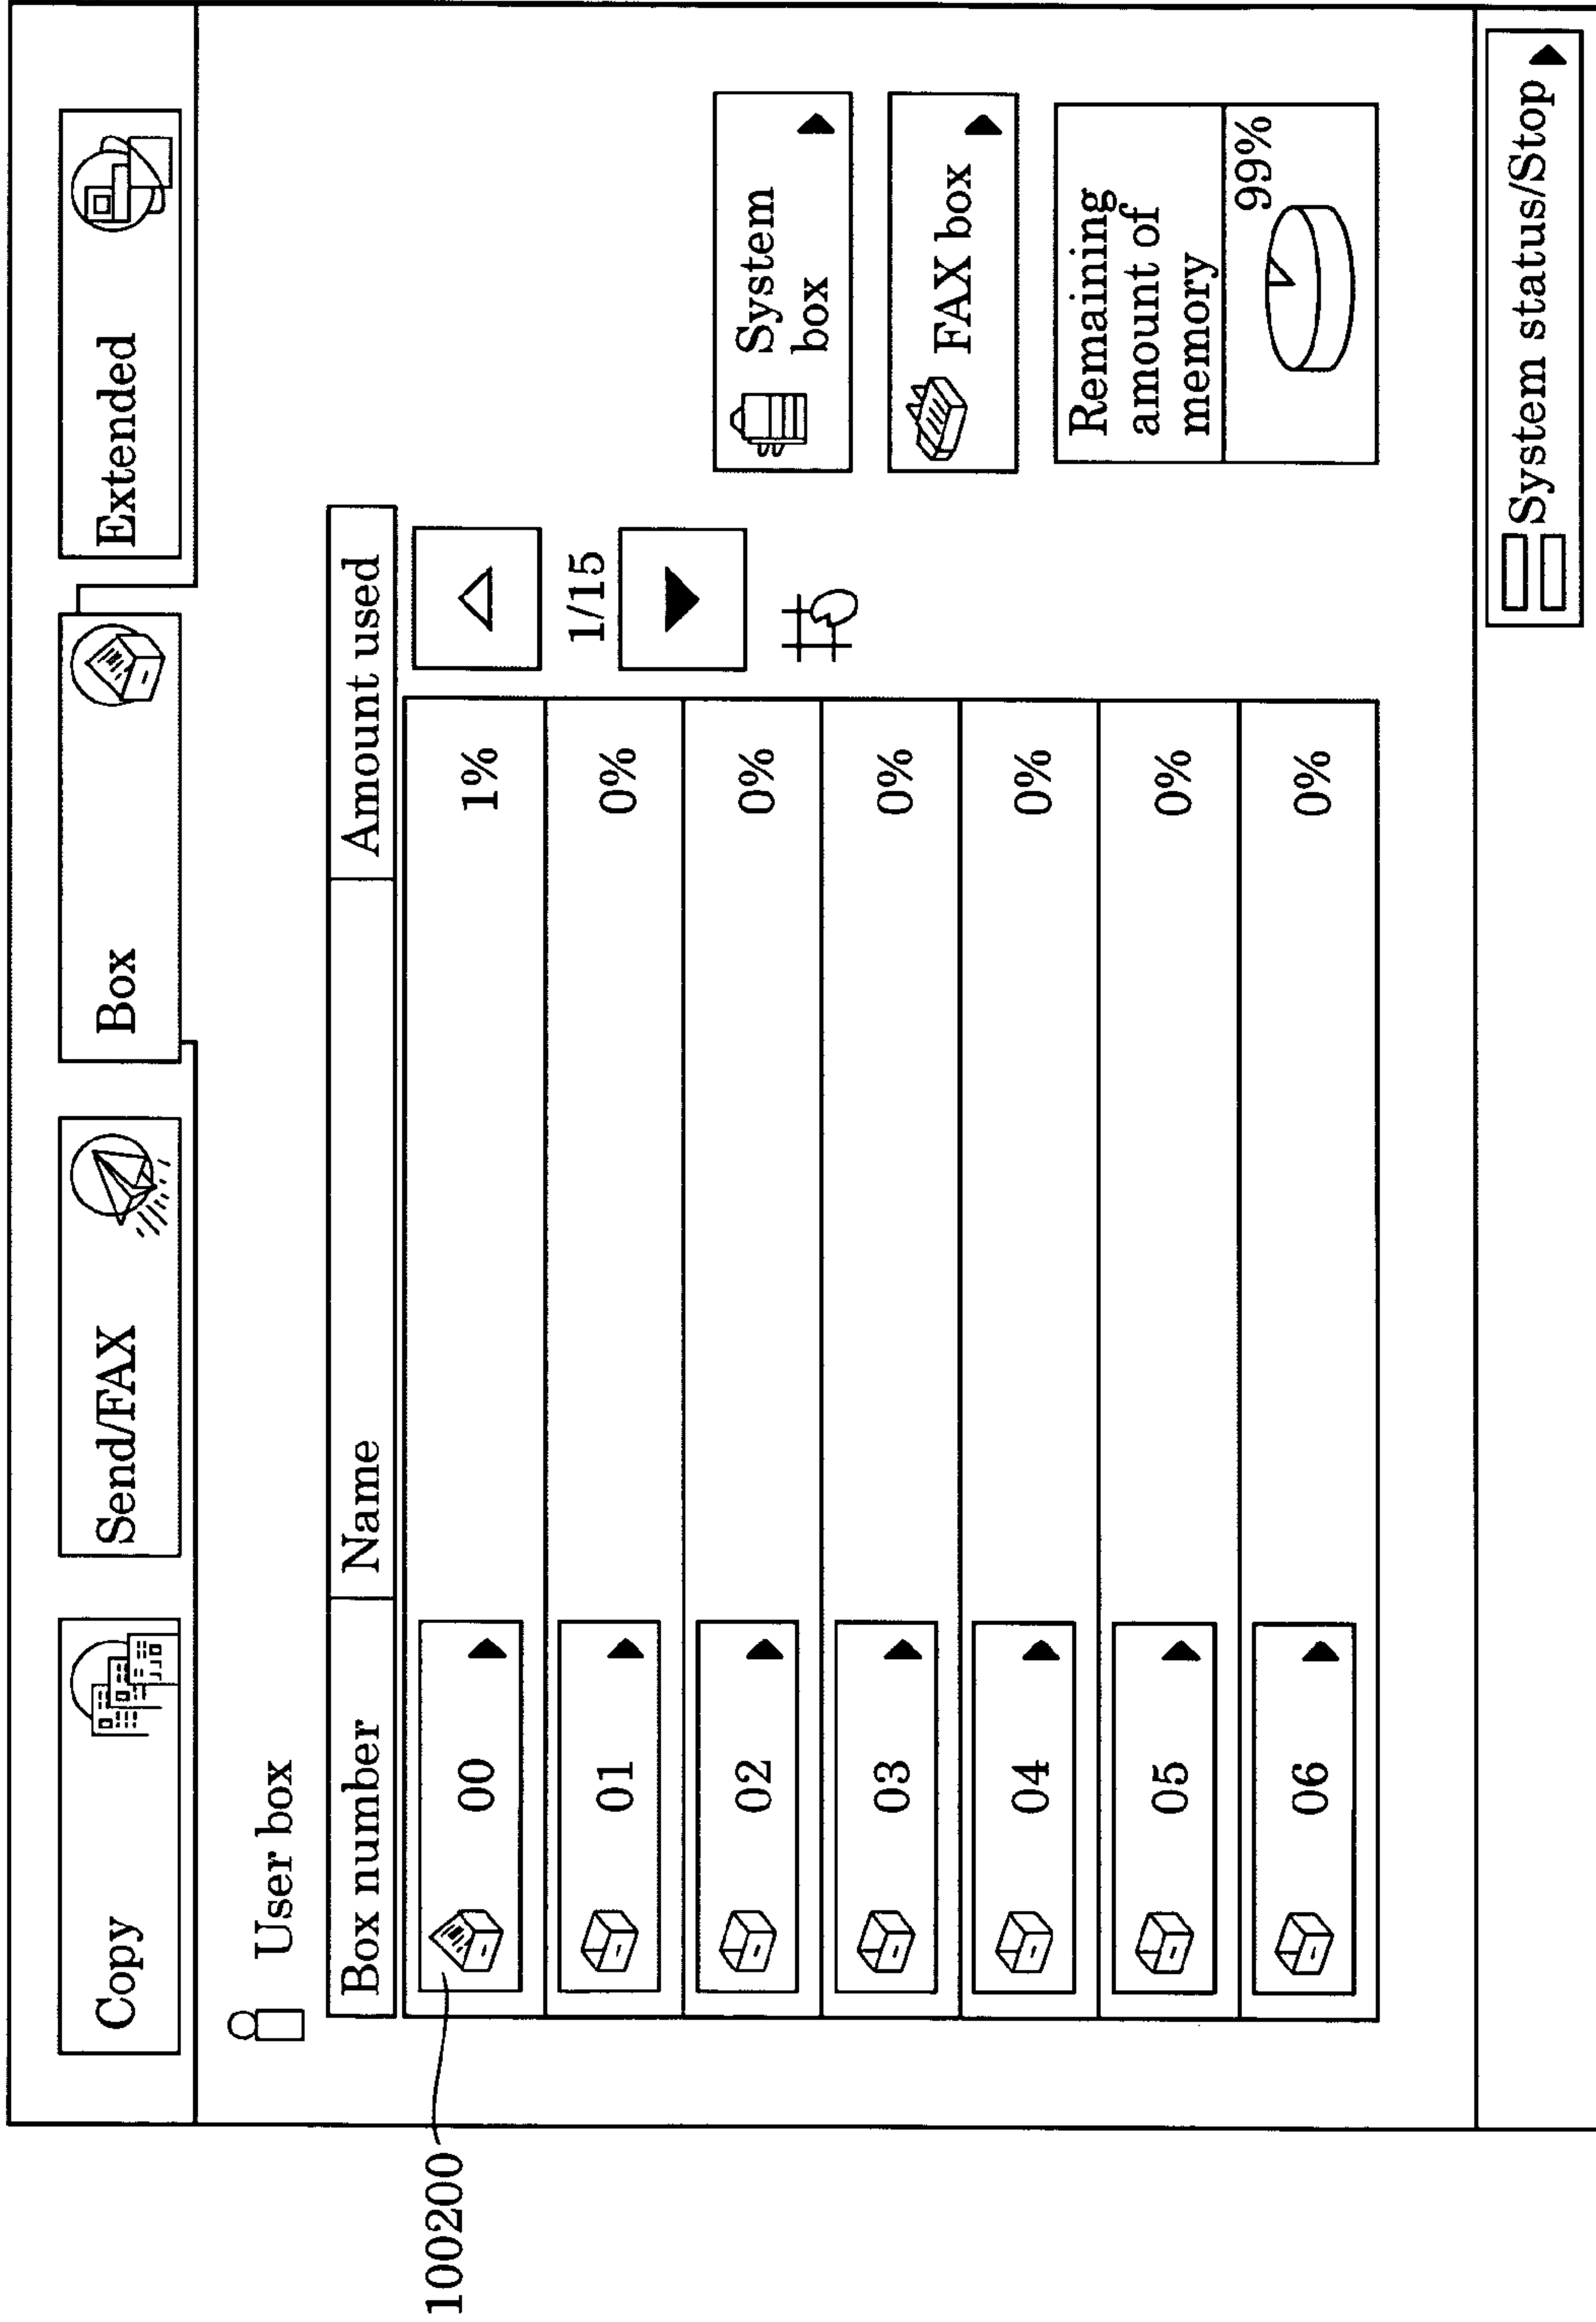 Copy
Send/FAX
Box
Extended
User box
Box number Name Amount used
00 1%
01 0%
02 0%
03 0%
04 0%
05 0%
06 0%
1/15
System
box
FAX box
Remaining
amount of
memory
99%
System status/Stop
100200